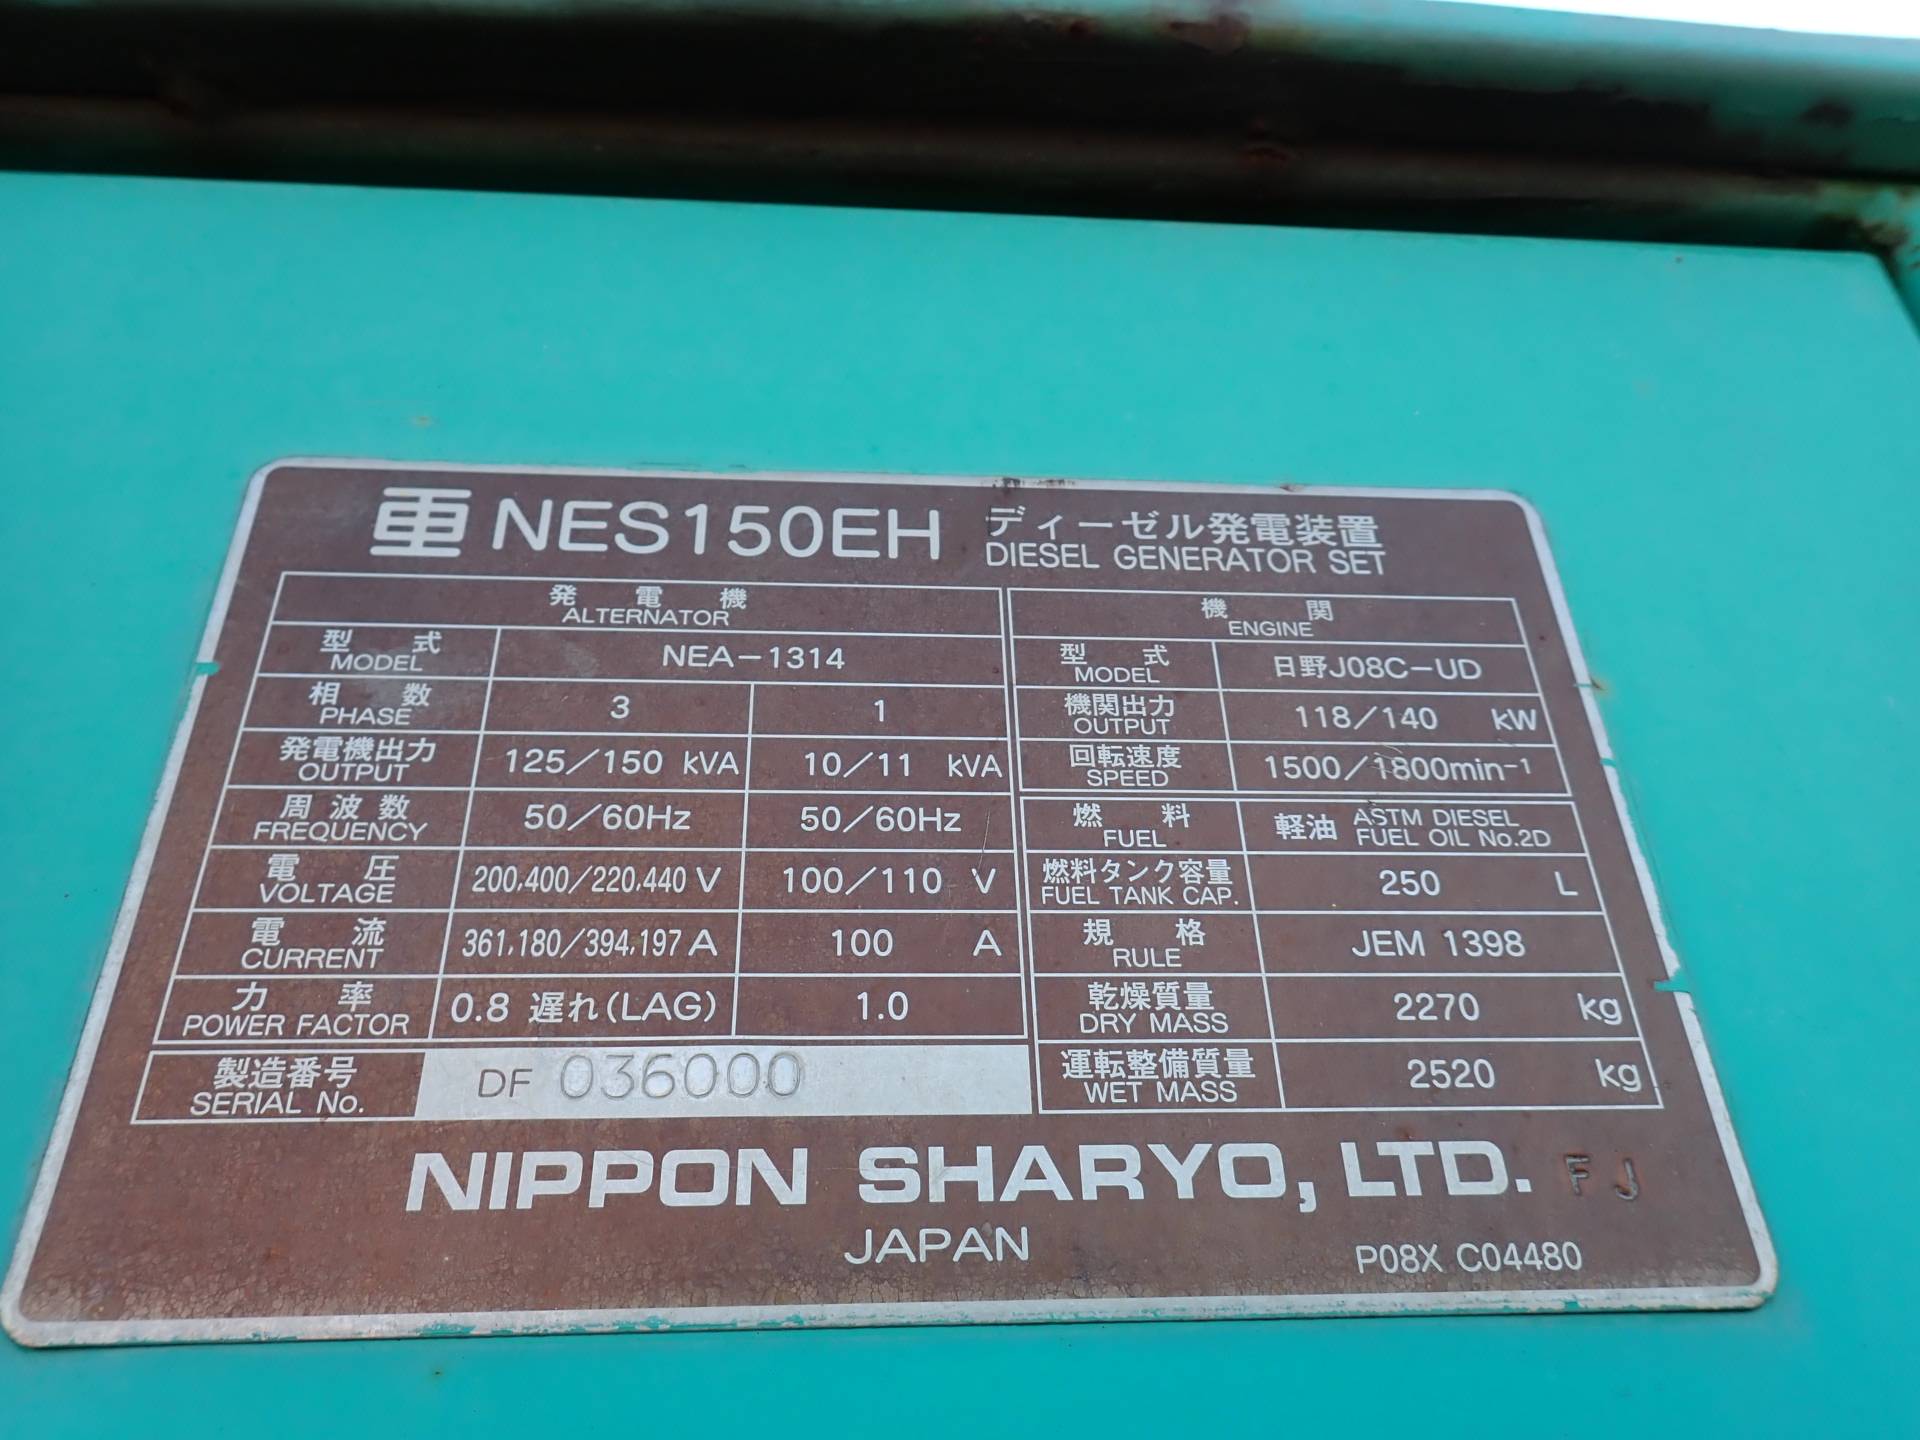 NES150EH ディーゼル発電装置
DIESEL GENERATOR SET
発電機
ALTERNATOR
型式 NEA-1314
MODEL
相数 3 1
PHASE
発電機出力 125/150 kVA 10/11 kVA
OUTPUT
周波数 50/60Hz 50/60Hz
FREQUENCY
電圧 200,400/220,440 V 100/110 V
VOLTAGE
電流 361,180/394,197 A 100 A
CURRENT
力率 0.8 遅れ(LAG) 1.0
POWER FACTOR
製造番号 DF 036000
SERIAL No.
機関
ENGINE
型式 日野J08C-UD
MODEL
機関出力 118/140 kW
OUTPUT
回転速度 1500/1800min⁻¹
SPEED
燃料 軽油 ASTM DIESEL
FUEL FUEL OIL No.2D
燃料タンク容量 250 L
FUEL TANK CAP.
規格 JEM 1398
RULE
乾燥質量 2270 kg
DRY MASS
運転整備質量 2520 kg
WET MASS
NIPPON SHARYO, LTD. FJ
JAPAN
P08X C04480